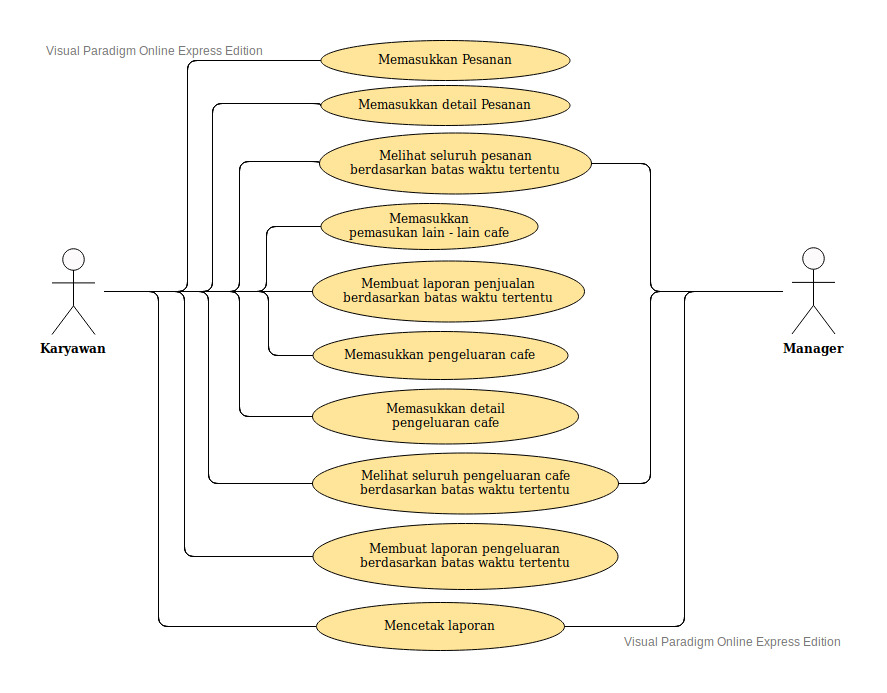 Visual Paradigm Online Express Edition
Memasukkan Pesanan
Memasukkan detail Pesanan
Melihat seluruh pesanan
berdasarkan batas waktu tertentu
Memasukkan
pemasukan lain - lain cafe
Membuat laporan penjualan
berdasarkan batas waktu tertentu
Karyawan
Manager
Memasukkan pengeluaran cafe
Memasukkan detail
pengeluaran cafe
Melihat seluruh pengeluaran cafe
berdasarkan batas waktu tertentu
Membuat laporan pengeluaran
berdasarkan batas waktu tertentu
Mencetak laporan
Visual Paradigm Online Express Edition